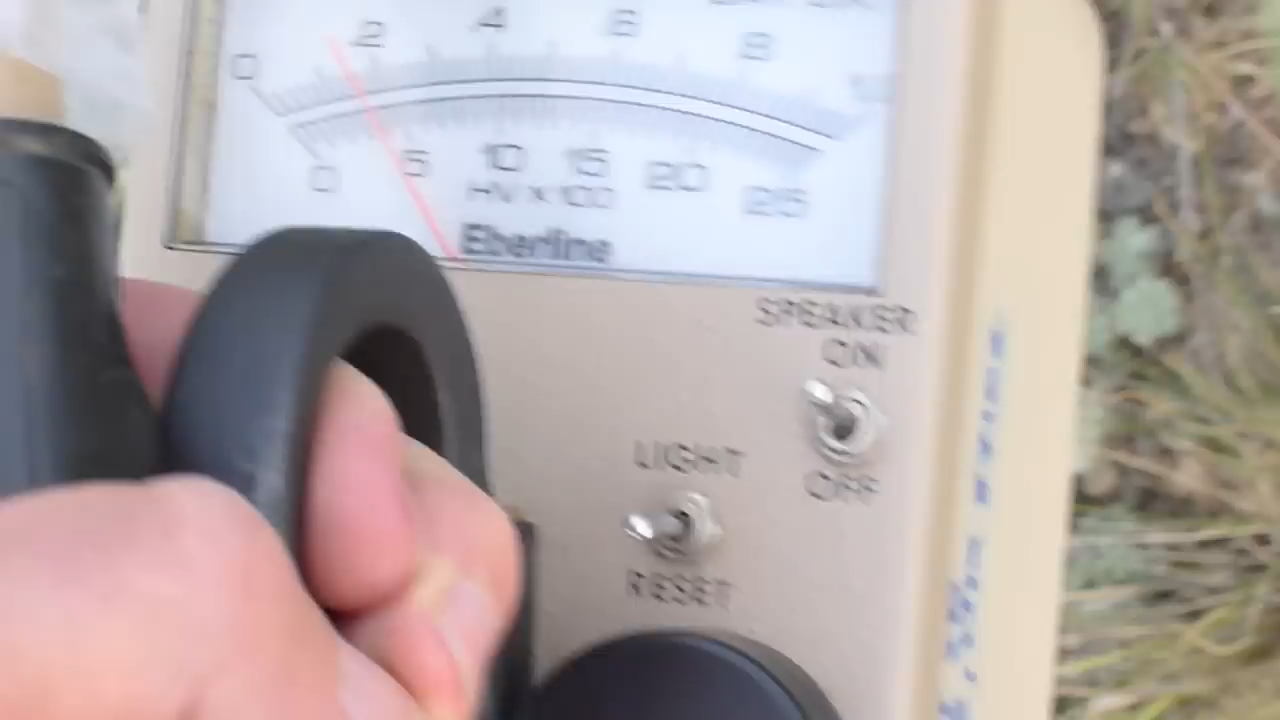 0 .2 .4 .6 .8
0 5 10 15 20 25
HV x 100
Eberline
SPEAKER
ON
OFF
LIGHT
RESET